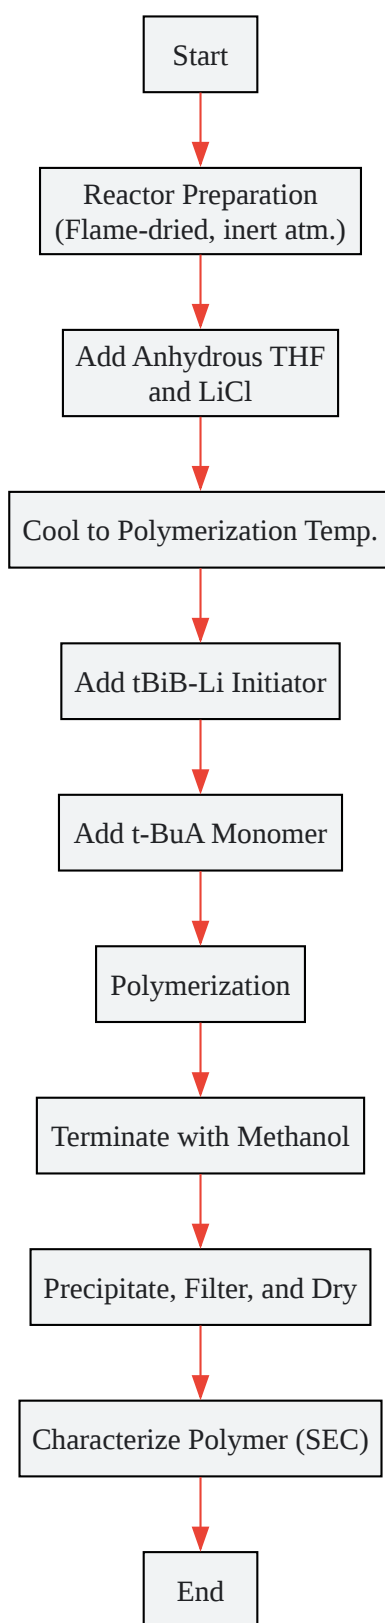 Start
Reactor Preparation
(Flame-dried, inert atm.)
Add Anhydrous THF
and LiCl
Cool to Polymerization Temp.
Add tBiB-Li Initiator
Add t-BuA Monomer
Polymerization
Terminate with Methanol
Precipitate, Filter, and Dry
Characterize Polymer (SEC)
End